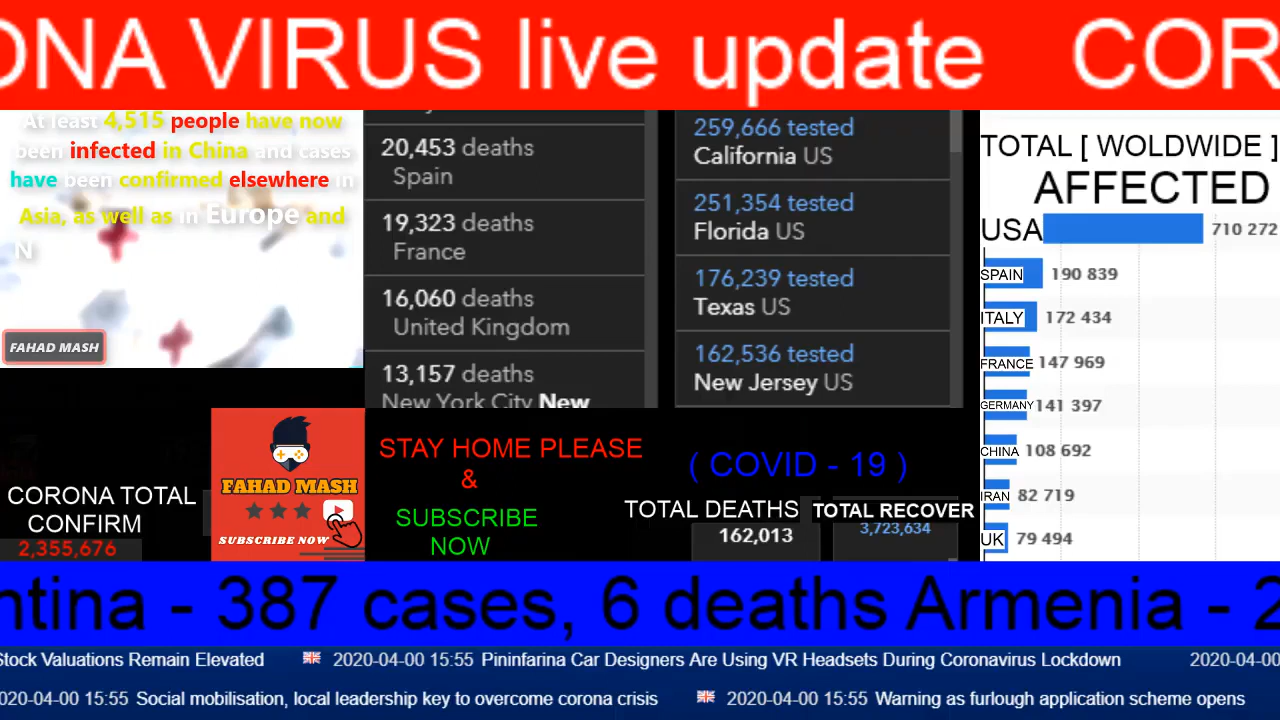 ONA VIRUS live update COR
At least 4,515 people have now
been infected in China and cases
have been confirmed elsewhere in
Asia, as well as in Europe and
N
FAHAD MASH
20,453 deaths
Spain
19,323 deaths
France
16,060 deaths
United Kingdom
13,157 deaths
New York City New
259,666 tested
California US
251,354 tested
Florida US
176,239 tested
Texas US
162,536 tested
New Jersey US
TOTAL [ WOLDWIDE ]
AFFECTED
USA 710 272
SPAIN 190 839
ITALY 172 434
FRANCE 147 969
GERMANY 141 397
CHINA 108 692
IRAN 82 719
UK 79 494
CORONA TOTAL
CONFIRM
2,355,676
FAHAD MASH
SUBSCRIBE NOW
STAY HOME PLEASE
&
SUBSCRIBE
NOW
( COVID - 19 )
TOTAL DEATHS
162,013
TOTAL RECOVER
3,723,634
ntina - 387 cases, 6 deaths Armenia - 2
Stock Valuations Remain Elevated 2020-04-00 15:55 Pininfarina Car Designers Are Using VR Headsets During Coronavirus Lockdown 2020-04-00
020-04-00 15:55 Social mobilisation, local leadership key to overcome corona crisis 2020-04-00 15:55 Warning as furlough application scheme opens